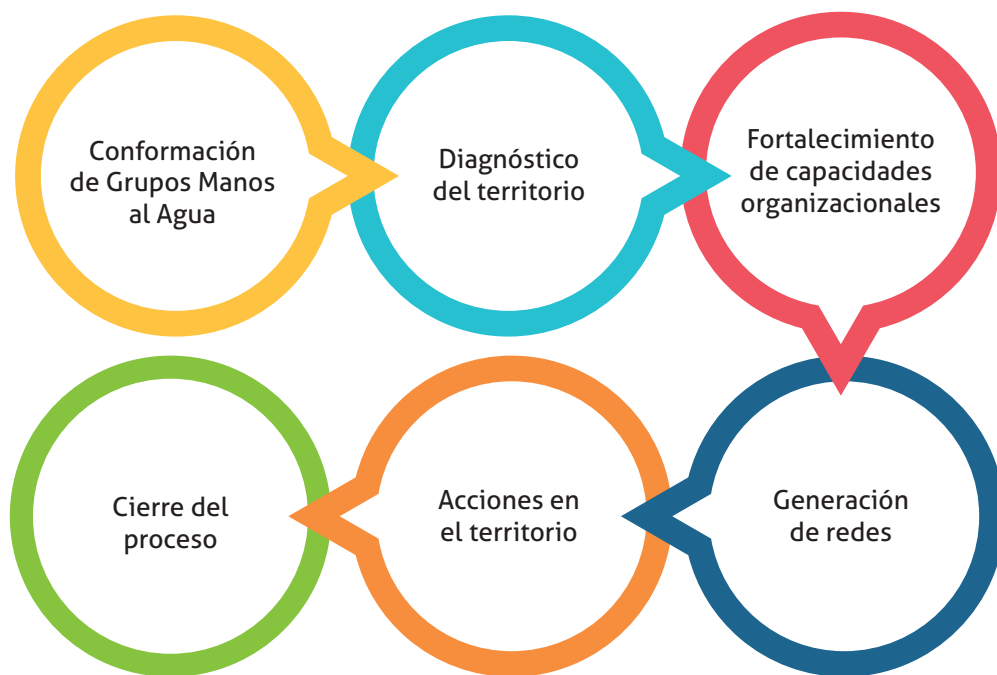 Conformación
de Grupos Manos
al Agua
Diagnóstico
del territorio
Fortalecimiento
de capacidades
organizacionales
Generación
de redes
Acciones en
el territorio
Cierre del
proceso